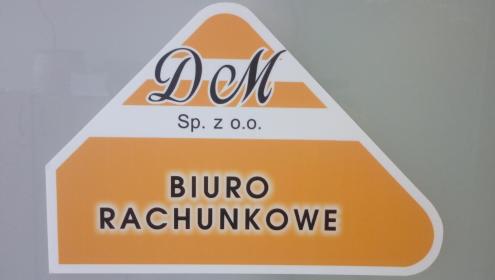 DM
Sp. z o.o.
BIURO
RACHUNKOWE